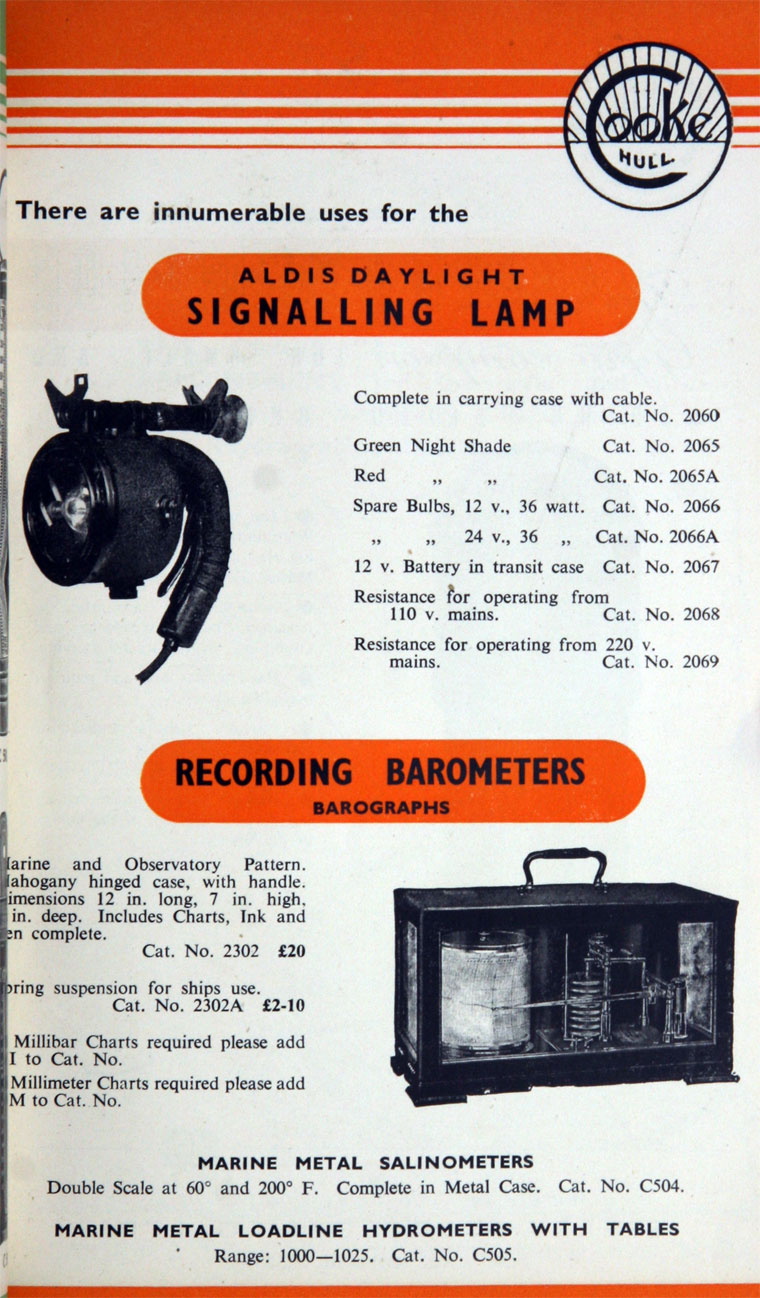 Cooke
HULL
There are innumerable uses for the
ALDIS DAYLIGHT
SIGNALLING LAMP
Complete in carrying case with cable.
Cat. No. 2060
Green Night Shade Cat. No. 2065
Red ,, ,, Cat. No. 2065A
Spare Bulbs, 12 v., 36 watt. Cat. No. 2066
,, ,, 24 v., 36 ,, Cat. No. 2066A
12 v. Battery in transit case Cat. No. 2067
Resistance for operating from
110 v. mains. Cat. No. 2068
Resistance for operating from 220 v.
mains. Cat. No. 2069
RECORDING BAROMETERS
BAROGRAPHS
arine and Observatory Pattern.
ahogany hinged case, with handle.
imensions 12 in. long, 7 in. high,
in. deep. Includes Charts, Ink and
en complete.
Cat. No. 2302 £20
pring suspension for ships use.
Cat. No. 2302A £2-10
Millibar Charts required please add
I to Cat. No.
Millimeter Charts required please add
M to Cat. No.
MARINE METAL SALINOMETERS
Double Scale at 60° and 200° F. Complete in Metal Case. Cat. No. C504.
MARINE METAL LOADLINE HYDROMETERS WITH TABLES
Range: 1000—1025. Cat. No. C505.